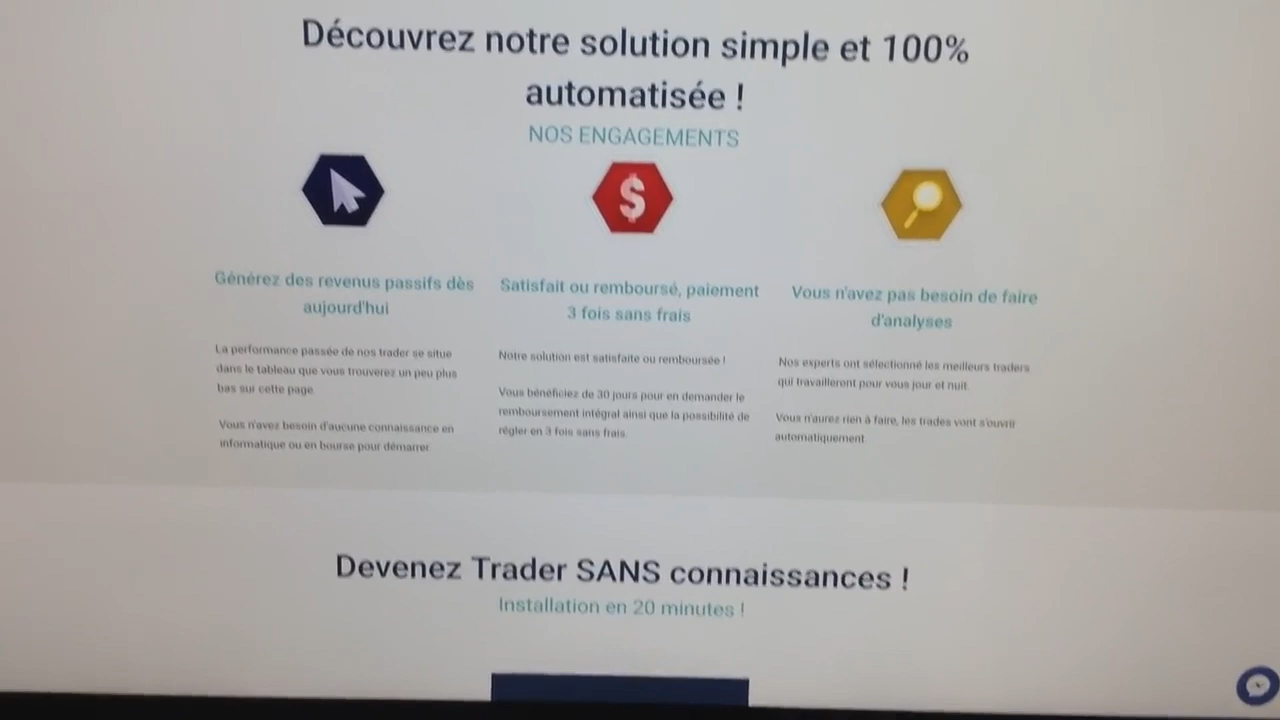 Découvrez notre solution simple et 100%
automatisée !
NOS ENGAGEMENTS
$
Générez des revenus passifs dès
aujourd'hui
La performance passée de nos trader se situe
dans le tableau que vous trouverez un peu plus
bas sur cette page.
Vous n'avez besoin d'aucune connaissance en
informatique ou en bourse pour démarrer
Satisfait ou remboursé, paiement
3 fois sans frais
Notre solution est satisfaite ou remboursée !
Vous bénéficiez de 30 jours pour en demander le
remboursement intégral ainsi que la possibilité de
régler en 3 fois sans frais.
Vous n'avez pas besoin de faire
d'analyses
Nos experts ont sélectionné les meilleurs traders
qui travailleront pour vous jour et nuit.
Vous n'aurez rien à faire, les trades vont s'ouvrir
automatiquement.
Devenez Trader SANS connaissances !
Installation en 20 minutes !